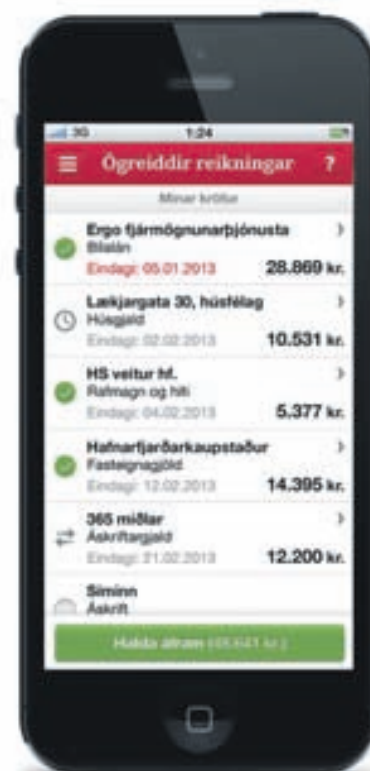 3G 1:24
Ógreiddir reikningar ?
Mínar kröfur
Ergo fjármögnunarþjónusta
Bílalán
Eindagi: 05.01.2013 28.869 kr.
Lækjargata 30, húsfélag
Húsgjald
Eindagi: 02.02.2013 10.531 kr.
HS veitur hf.
Rafmagn og hiti
Eindagi: 04.02.2013 5.377 kr.
Hafnarfjarðarkaupstaður
Fasteignagjöld
Eindagi: 12.02.2013 14.395 kr.
365 miðlar
Áskriftargjald
Eindagi: 21.02.2013 12.200 kr.
Síminn
Áskrift
Halda áfram (48.641 kr.)